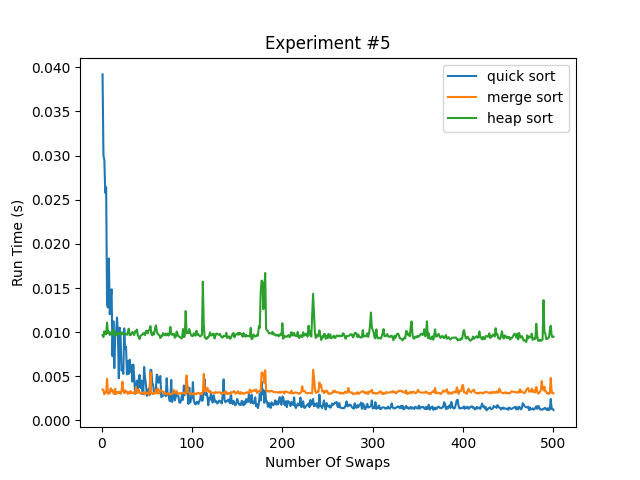 Experiment #5
quick sort
merge sort
heap sort
0.040
0.035
0.030
0.025
0.020
0.015
0.010
0.005
0.000
Run Time (s)
0 100 200 300 400 500
Number Of Swaps